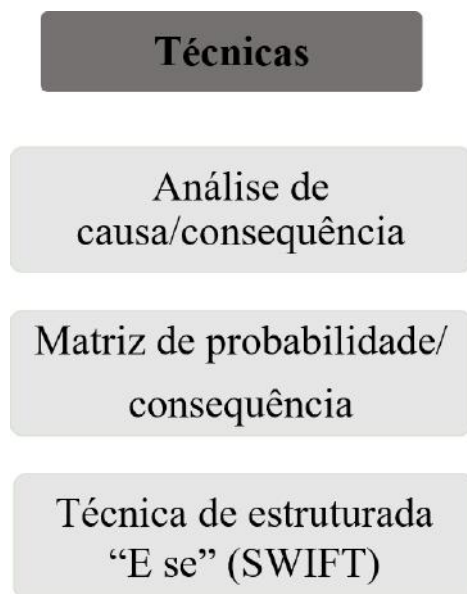 Técnicas
Análise de
causa/consequência
Matriz de probabilidade/
consequência
Técnica de estruturada
“E se” (SWIFT)